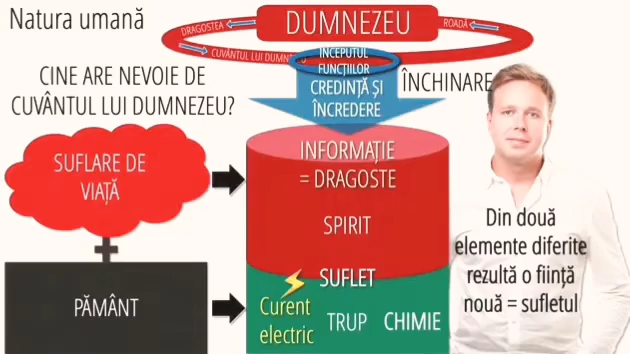 Natura umană
DUMNEZEU
DRAGOSTEA
ROADĂ
CUVÂNTUL LUI DUMNEZEU
ÎNCEPUTUL
FUNCȚIILOR
CREDINȚĂ ȘI
ÎNCREDERE
ÎNCHINARE
CINE ARE NEVOIE DE
CUVÂNTUL LUI DUMNEZEU?
SUFLARE DE
VIAȚĂ
INFORMAȚIE
= DRAGOSTE
SPIRIT
Din două
elemente diferite
rezultă o ființă
nouă = sufletul
SUFLET
PĂMÂNT
Curent
electric
TRUP
CHIMIE